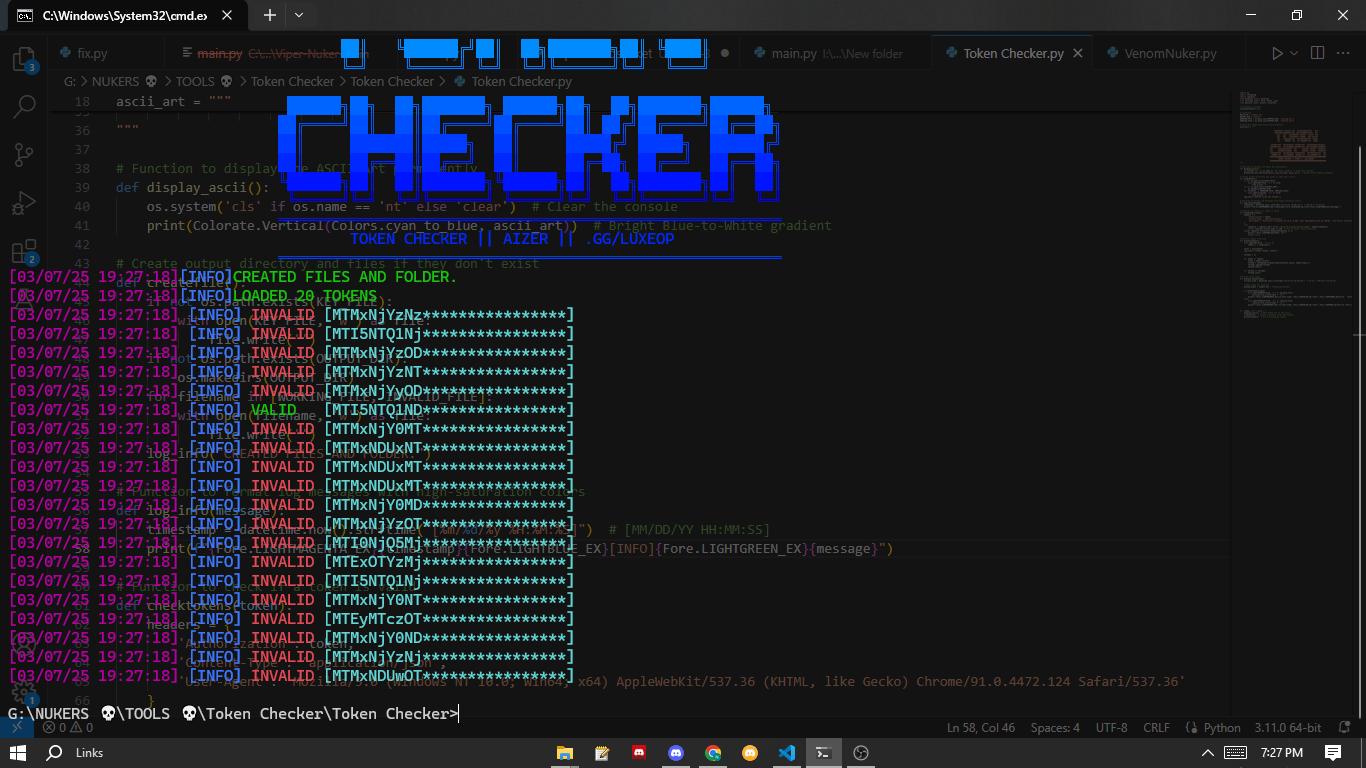 C:\Windows\System32\cmd.ex
fix.py
main.py C:\...\Viper-Nuker
main.py I:\...\New folder
Token Checker.py
VenomNuker.py
G: > NUKERS 💀 > TOOLS 💀 > Token Checker > Token Checker > Token Checker.py
CHECKER
18 ascii_art = """
36 """
37
38 # Function to display the ASCII art permanently
39 def display_ascii():
40 os.system('cls' if os.name == 'nt' else 'clear') # Clear the console
41 print(Colorate.Vertical(Colors.cyan_to_blue, ascii_art)) # Bright Blue-to-White gradient
TOKEN CHECKER || AIZER || .GG/LUXEOP
42
# Create output directory and files if they don't exist
[03/07/25 19:27:18][INFO]CREATED FILES AND FOLDER.
[03/07/25 19:27:18][INFO]LOADED 20 TOKENS
[03/07/25 19:27:18] [INFO] INVALID [MTMxNjYzNz****************]
[03/07/25 19:27:18] [INFO] INVALID [MTI5NTQ1Nj****************]
[03/07/25 19:27:18] [INFO] INVALID [MTMxNjYzOD****************]
[03/07/25 19:27:18] [INFO] INVALID [MTMxNjYzNT****************]
[03/07/25 19:27:18] [INFO] INVALID [MTMxNjYyOD****************]
[03/07/25 19:27:18] [INFO] VALID [MTI5NTQ1ND****************]
[03/07/25 19:27:18] [INFO] INVALID [MTMxNjY0MT****************]
[03/07/25 19:27:18] [INFO] INVALID [MTMxNDUxNT****************]
[03/07/25 19:27:18] [INFO] INVALID [MTMxNDUxMT****************]
[03/07/25 19:27:18] [INFO] INVALID [MTMxNDUxMT****************]
[03/07/25 19:27:18] [INFO] INVALID [MTMxNjY0MD****************]
[03/07/25 19:27:18] [INFO] INVALID [MTMxNjYzOT****************]
[03/07/25 19:27:18] [INFO] INVALID [MTI0NjQ5Mj****************]
[03/07/25 19:27:18] [INFO] INVALID [MTExOTYzMj****************]
[03/07/25 19:27:18] [INFO] INVALID [MTI5NTQ1Nj****************]
[03/07/25 19:27:18] [INFO] INVALID [MTMxNjY0NT****************]
[03/07/25 19:27:18] [INFO] INVALID [MTEyMTczOT****************]
[03/07/25 19:27:18] [INFO] INVALID [MTMxNjY0ND****************]
[03/07/25 19:27:18] [INFO] INVALID [MTMxNjYzNj****************]
[03/07/25 19:27:18] [INFO] INVALID [MTMxNDUwOT****************]
# [MM/DD/YY HH:MM:SS]
[INFO]{Fore.LIGHTGREEN_EX}{message}")
x64) AppleWebKit/537.36 (KHTML, like Gecko) Chrome/91.0.4472.124 Safari/537.36'
66 }
G:\NUKERS 💀\TOOLS 💀\Token Checker\Token Checker>
0 0
Ln 58, Col 46
Spaces: 4
UTF-8
CRLF
Python
3.11.0 64-bit
Links
7:27 PM